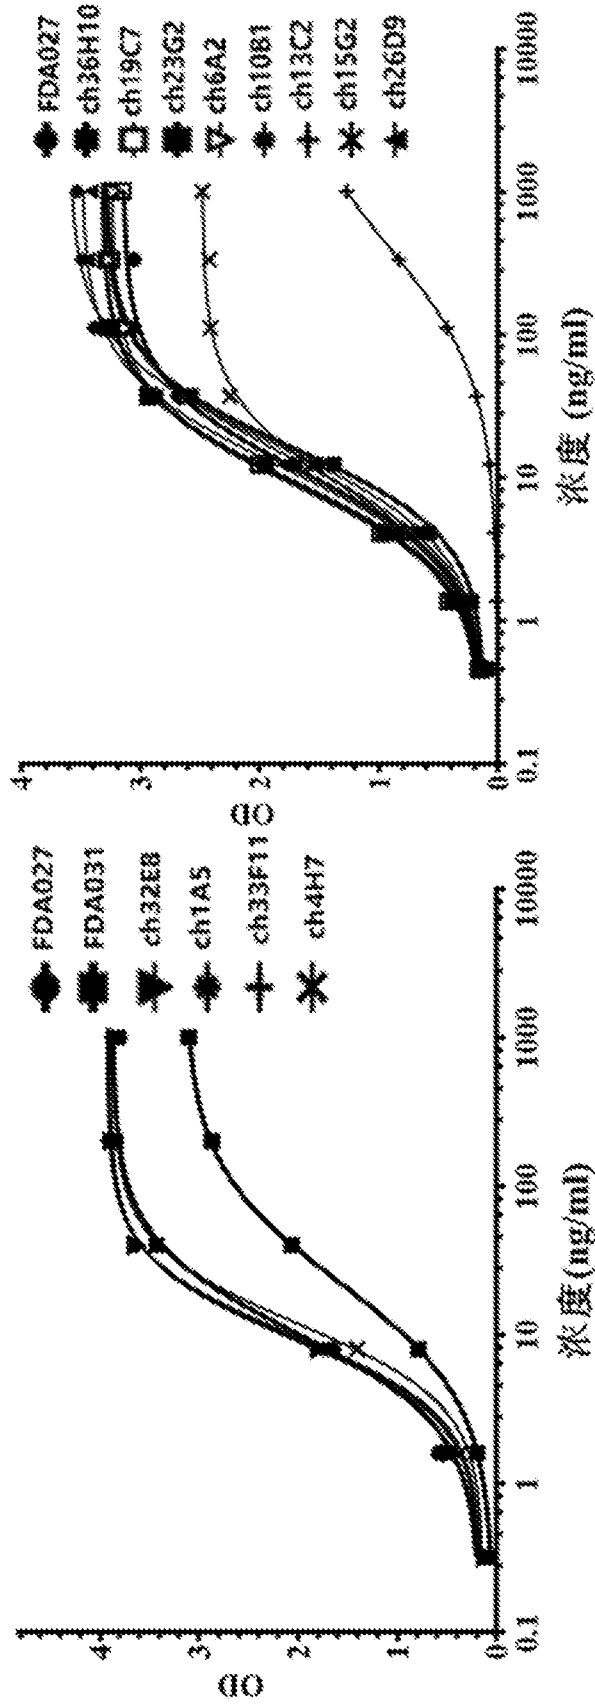 OD
4
3
2
1
0
0.1
1
10
100
1000
10000
浓度(ng/ml)
FDA027
FDA031
ch32E8
ch1A5
ch33F11
ch4H7
OD
4
3
2
1
0
0.1
1
10
100
1000
10000
浓度 (ng/ml)
FDA027
ch36H10
ch19C7
ch23G2
ch6A2
ch10B1
ch13C2
ch15G2
ch26D9